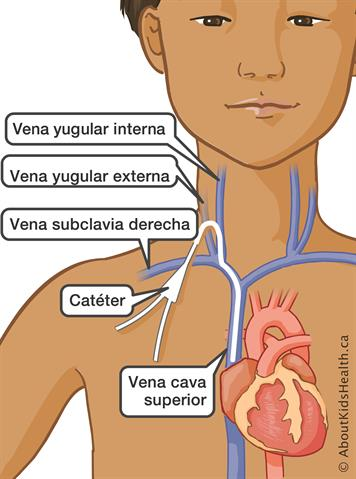 Vena yugular interna
Vena yugular externa
Vena subclavia derecha
Catéter
Vena cava
superior
© AboutKidsHealth.ca